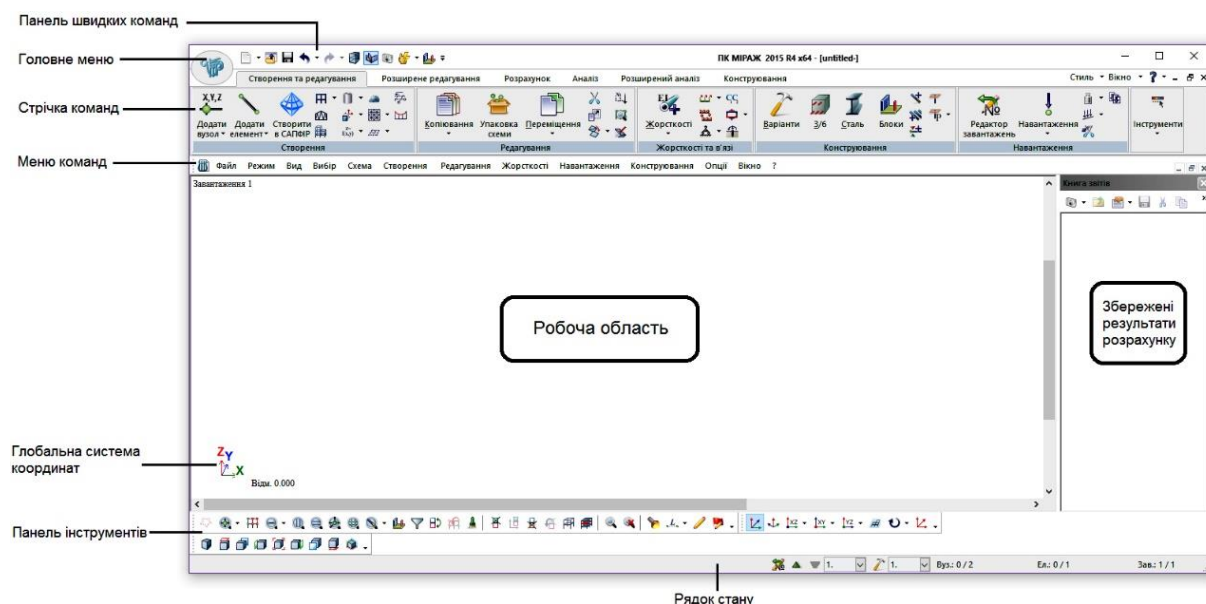 Панель швидких команд
Головне меню
ПК МІРАЖ 2015 R4 x64 - [untitled-]
Створення та редагування Розширене редагування Розрахунок Аналіз Розширений аналіз Конструювання Стиль Вікно ?
Стрічка команд
X,Y,Z
Додати вузол Додати елемент Створити в САПФІР
Копіювання Упаковка схеми Переміщення
Жорсткості
Варіанти З/б Сталь Блоки
Редактор завантажень Навантаження
Інструменти
Створення Редагування Жорсткості та в'язі Конструювання Навантаження
Меню команд
Файл Режим Вид Вибір Схема Створення Редагування Жорсткості Навантаження Конструювання Опції Вікно ?
Завантаження 1
Книга звітів
Робоча область
Збережені
результати
розрахунку
Глобальна система
координат
Z
Y
X
Відм. 0.000
Панель інструментів
1. 1. Вуз.: 0 / 2 Ел.: 0 / 1 Зав.: 1 / 1
Рядок стану